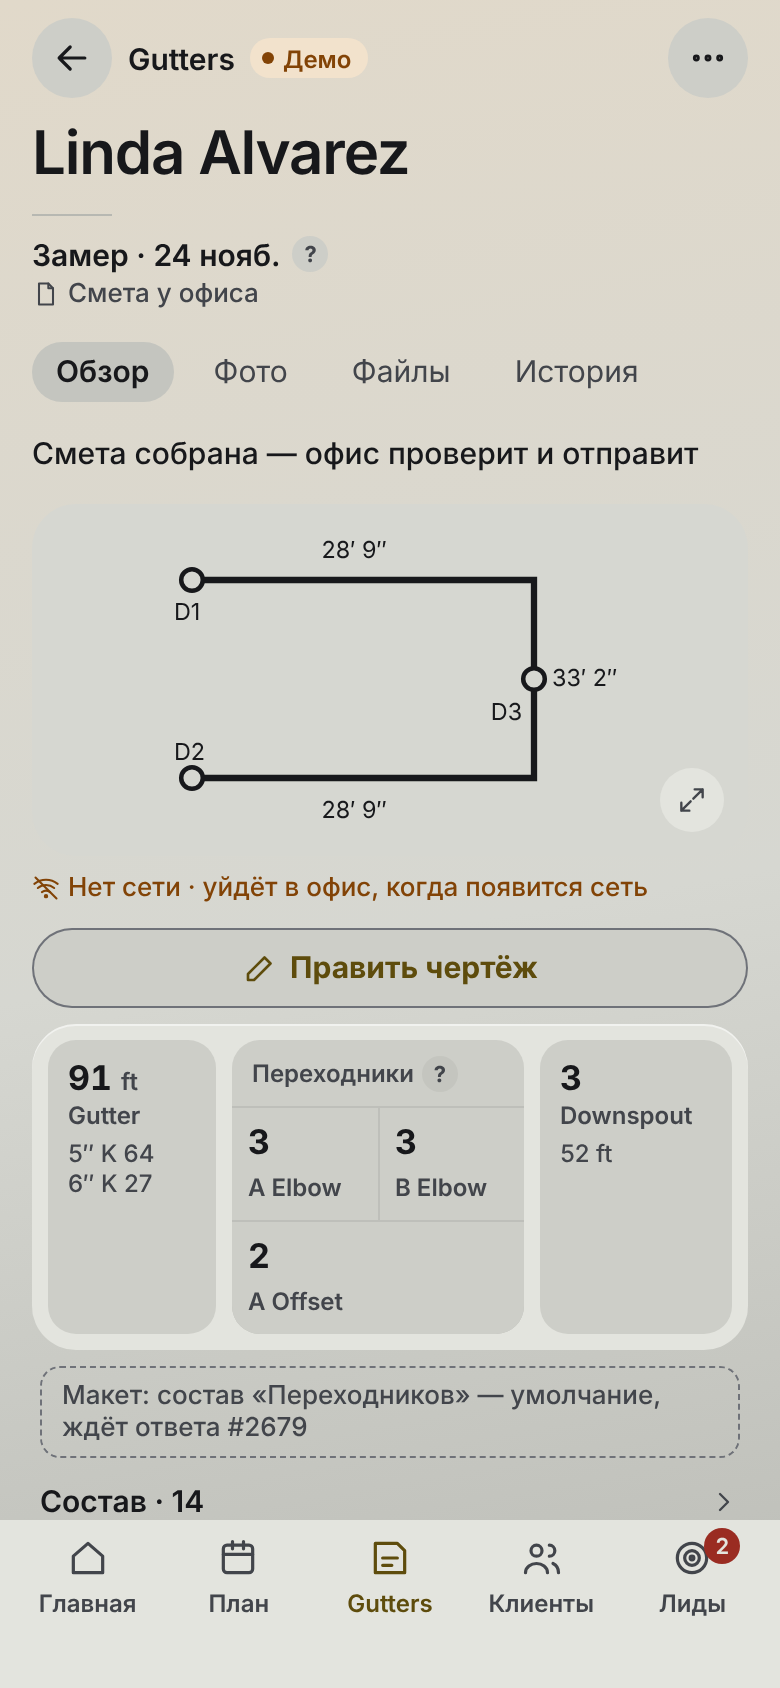 Gutters
Демо
Linda Alvarez
Замер · 24 нояб. ?
Смета у офиса
Обзор
Фото
Файлы
История
Смета собрана — офис проверит и отправит
28′ 9″
D1
33′ 2″
D3
D2
28′ 9″
Нет сети · уйдёт в офис, когда появится сеть
Править чертёж
91 ft
Gutter
5″ K 64
6″ K 27
Переходники ?
3
A Elbow
3
B Elbow
2
A Offset
3
Downspout
52 ft
Макет: состав «Переходников» — умолчание,
ждёт ответа #2679
Состав · 14
2
Главная
План
Gutters
Клиенты
Лиды